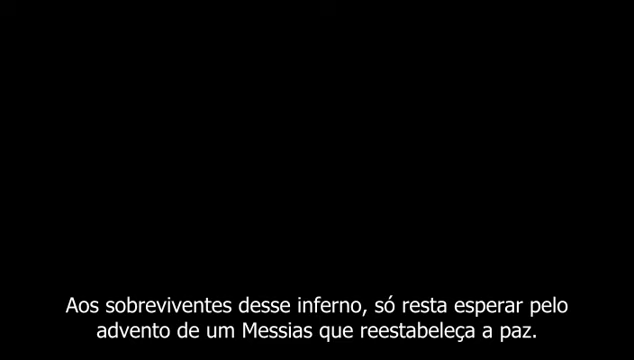 Aos sobreviventes desse inferno, só resta esperar pelo
advento de um Messias que reestabeleça a paz.